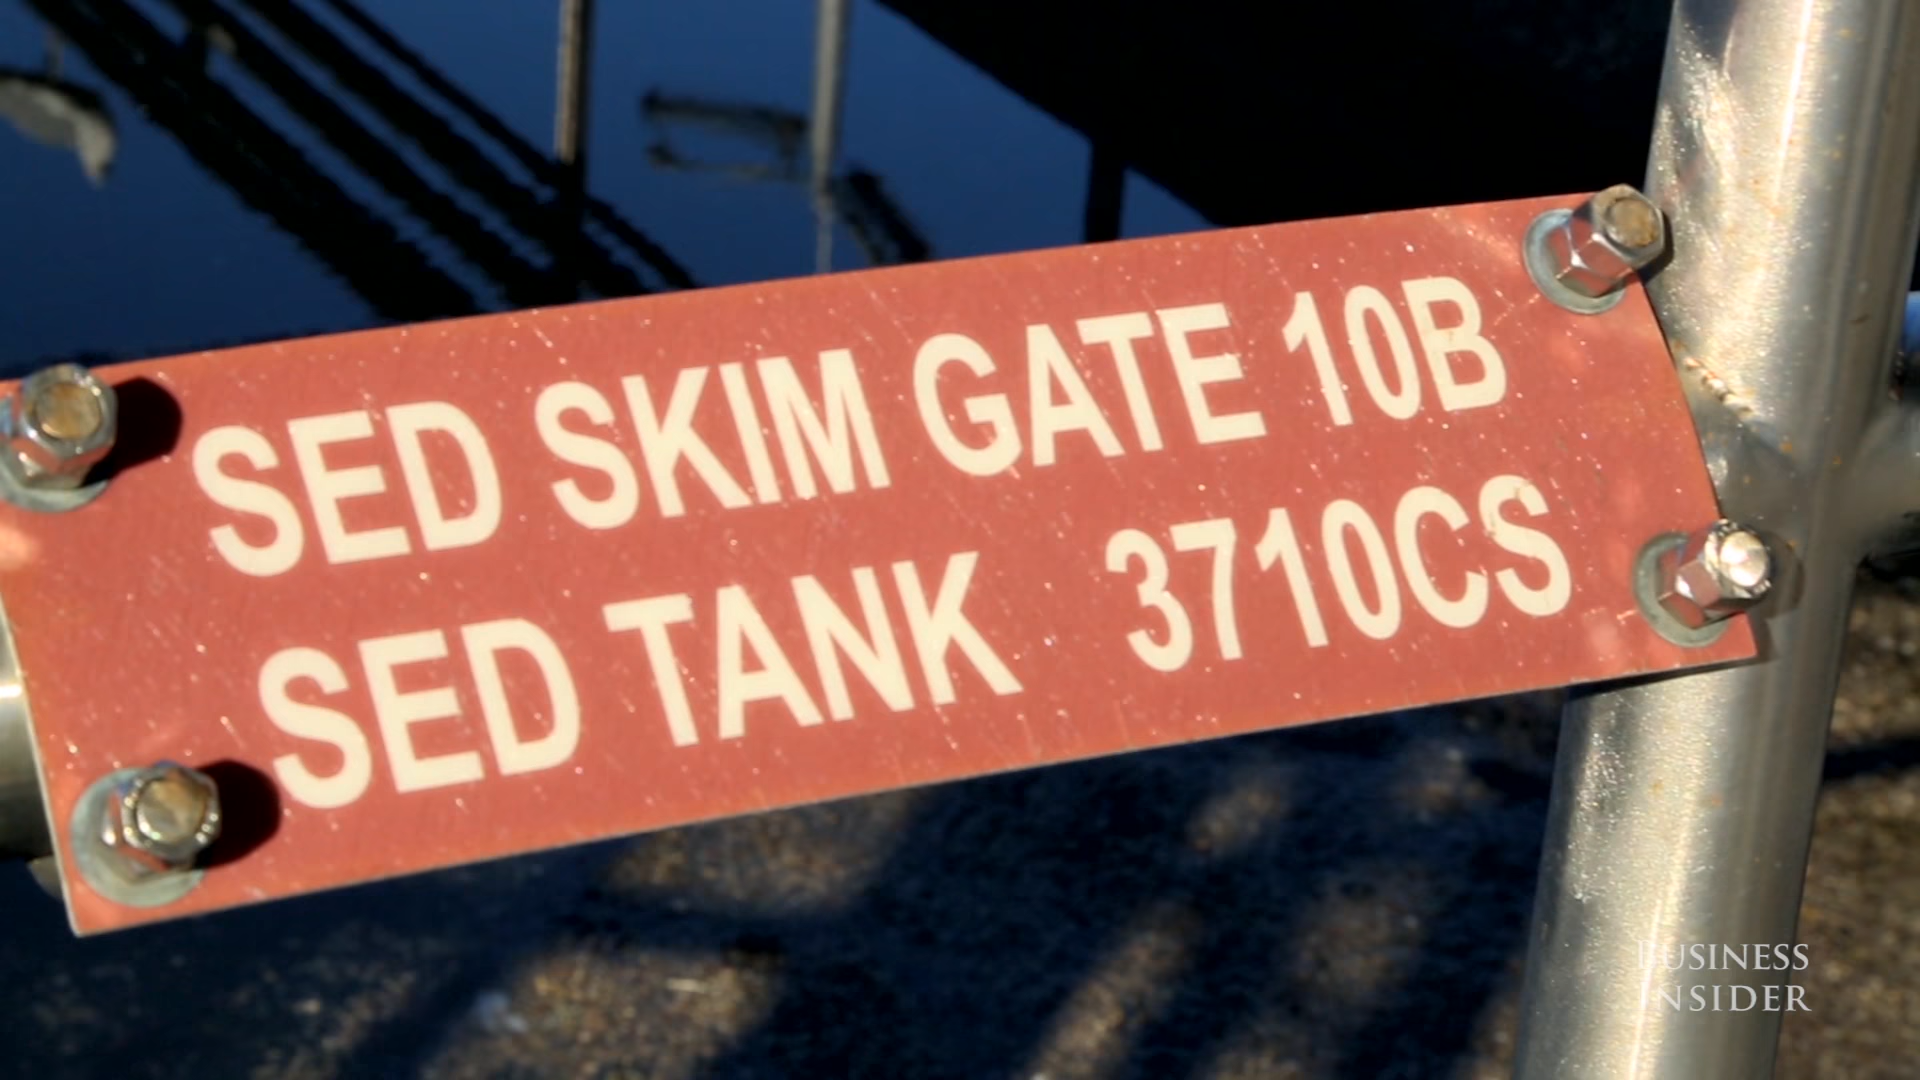 SED SKIM GATE 10B
SED TANK 3710CS
BUSINESS
INSIDER